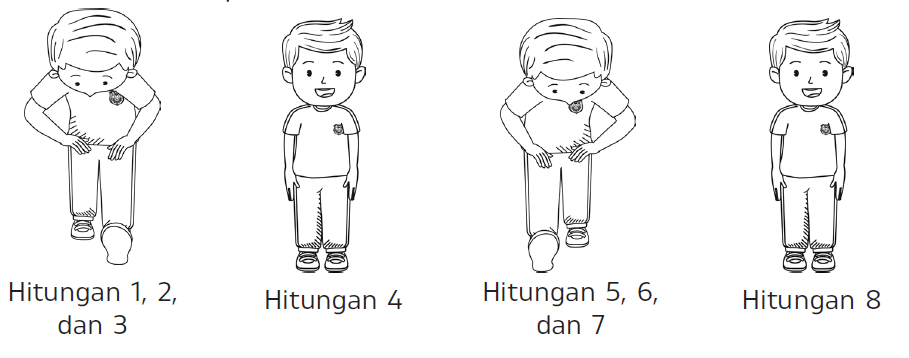 Hitungan 1, 2,
dan 3
Hitungan 4
Hitungan 5, 6,
dan 7
Hitungan 8